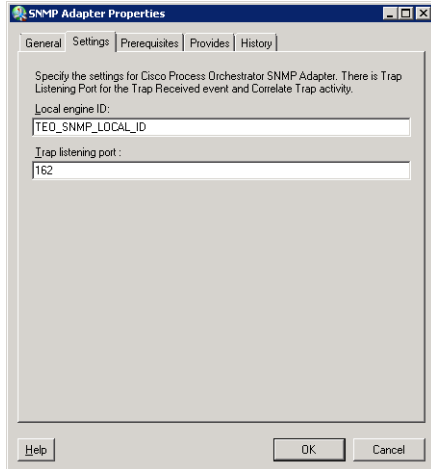 SNMP Adapter Properties
General Settings Prerequisites Provides History
Specify the settings for Cisco Process Orchestrator SNMP Adapter. There is Trap
Listening Port for the Trap Received event and Correlate Trap activity.
Local engine ID:
TEO_SNMP_LOCAL_ID
Trap listening port :
162
Help OK Cancel